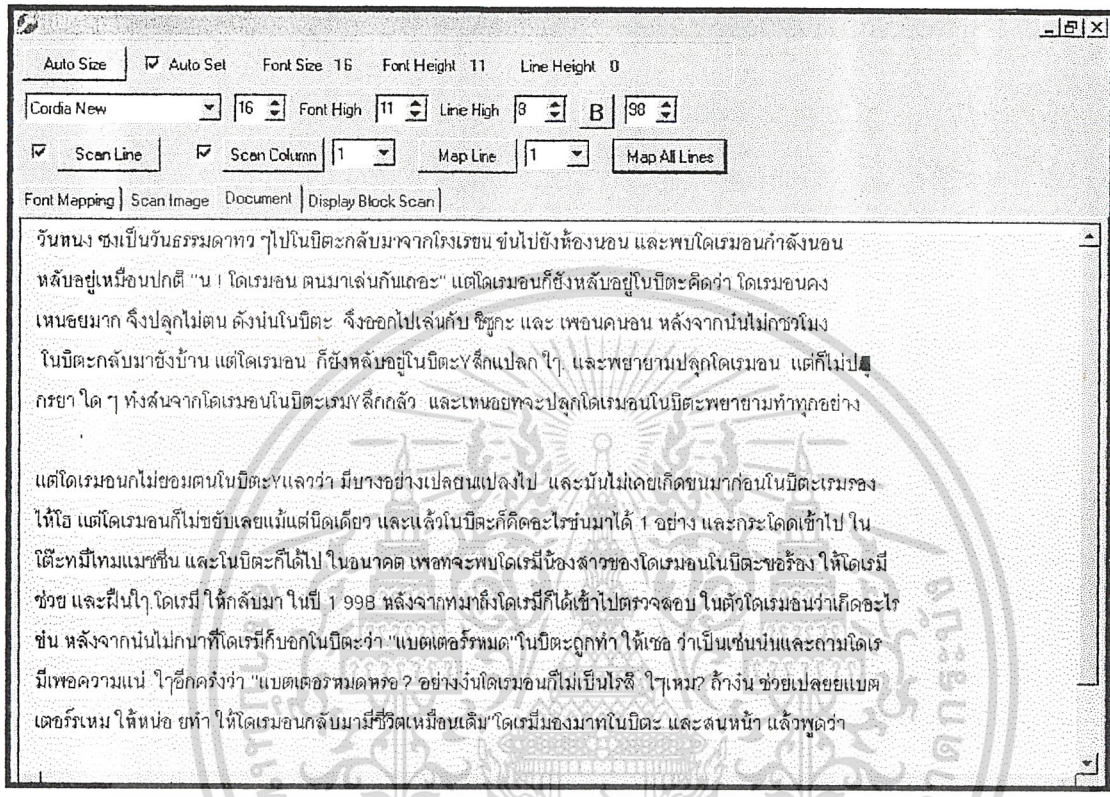 Auto Size Auto Set Font Size 16 Font Height 11 Line Height 0
Cordia New 16 Font High 11 Line High 3 B 98
Scan Line Scan Column 1 Map Line 1 Map All Lines
Font Mapping Scan Image Document Display Block Scan
วันหนง ซงเป็นวันธรรมดาทว ๆไปโนบิตะกลับมาจากโรงเรยน ขนไปยังห้องนอน และพบโดเรมอนกำลังนอน
หลับอยู่เหมือนปกติ "น ! โดเรมอน ตนมาเล่นกันเถอะ" แต่โดเรมอนก็ยังหลับอยู่โนบิตะคิดว่า โดเรมอนคง
เหนอยมาก จึงปลุกไม่ตน ดังนนโนบิตะ จึงออกไปเล่นกับ ชิซูกะ และ เพอนคนอน หลังจากนนไม่กชวโมง
โนบิตะกลับมายังบ้าน แต่โดเรมอน ก็ยังหลับอยู่โนบิตะYสึกแปลก ใๆ. และพยายามปลุกโดเรมอน แต่ก็ไม่ป
กรยา ใด ๆ ทงสนจากโดเรมอนโนบิตะเรมYสึกกลัว และเหนอยทจะปลุกโดเรมอนโนบิตะพยายามทำทุกอย่าง
แต่โดเรมอนกไม่ยอมตนโนบิตะYแลวว่า มีบางอย่างเปลยนแปลงไป และมันไม่เคยเกิดขนมาก่อนโนบิตะเรมรอง
ไห้โฮ แต่โดเรมอนก็ไม่ขยับเลยแม้แต่นิดเดียว และแล้วโนบิตะก็คิดอะไรขนมาได้ 1 อย่าง และกระโดดเข้าไป ใน
โต๊ะทมีไทมแมชชีน และโนบิตะก็ได้ไป ในอนาคต เพอทจะพบโดเรมีน้องสาวของโดเรมอนโนบิตะขอร้อง ให้โดเรมี
ช่วย และฝืนใๆ.โดเรมี ให้กลับมา ในปี 1 998 หลังจากทมาถึงโดเรมีก็ได้เข้าไปตรวจสอบ ในตัวโดเรมอนว่าเกิดอะไร
ขน หลังจากนนไม่กนาทีโดเรมีก็บอกโนบิตะว่า "แบตเตอร์รหมด"โนบิตะถูกทำ ให้เชอ ว่าเป็นเช่นนนและถามโดเร
มีเพอความแน่ ใๆอีกครงว่า "แบตเตอรหมดหรอ ? อย่างงนโดเรมอนก็ไม่เป็นไรสิ ใๆเหม? ถ้างน ช่วยเปลยยแบต
เตอร์รเหม ให้หน่อ ยทำ ให้โดเรมอนกลับมามีชีวิตเหมือนเดิม"โดเรมีมองมาทโนบิตะ และสนหน้า แล้วพูดว่า